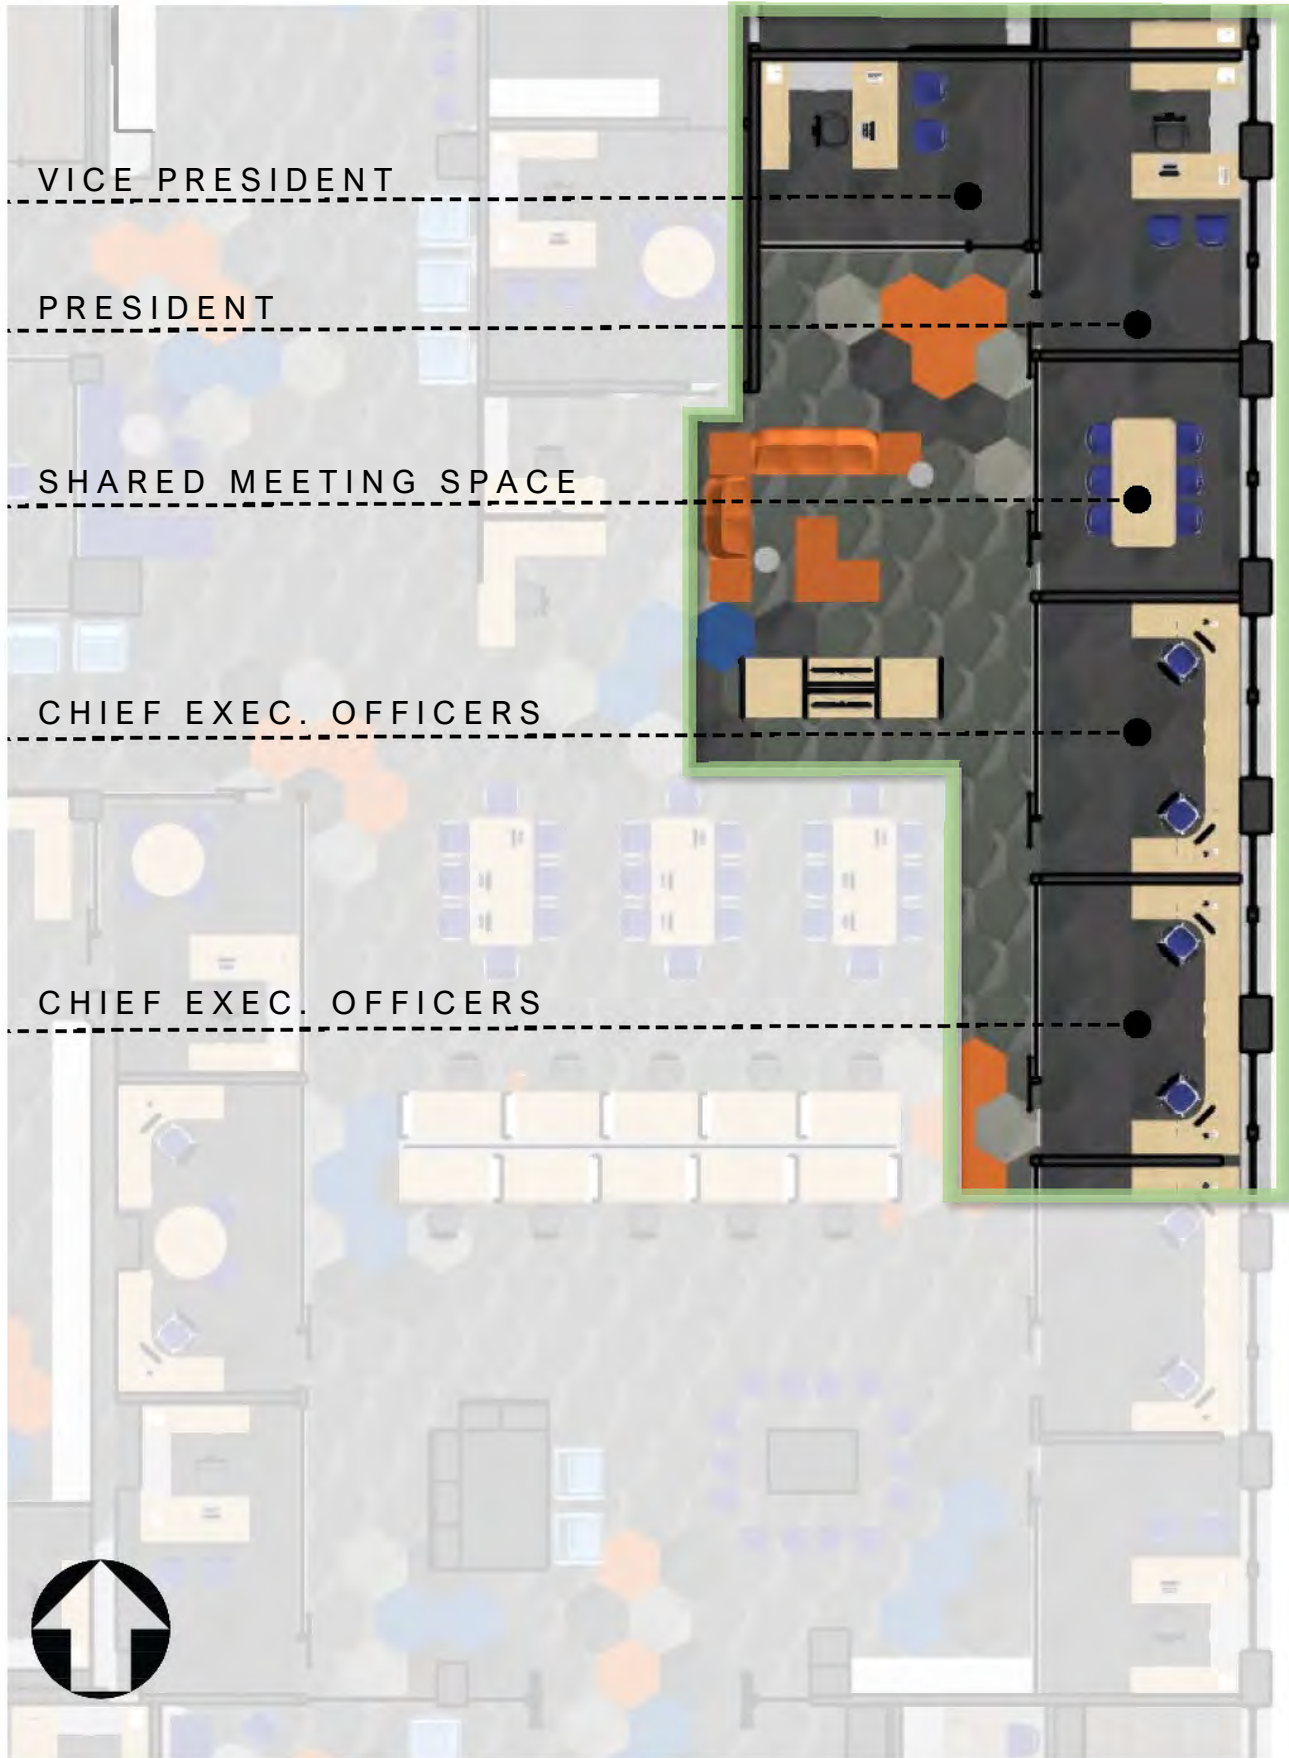 VICE PRESIDENT
PRESIDENT
SHARED MEETING SPACE
CHIEF EXEC. OFFICERS
CHIEF EXEC. OFFICERS